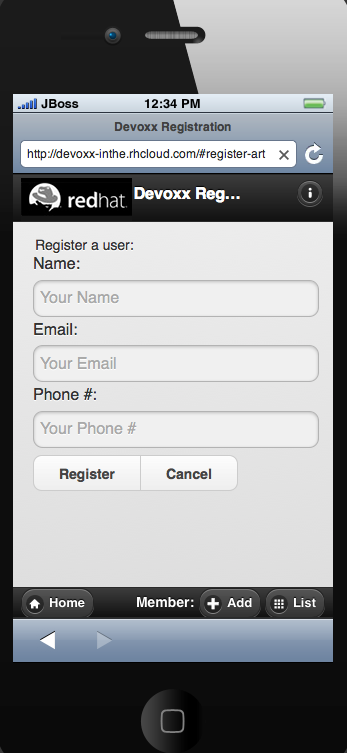 JBoss 12:34 PM
Devoxx Registration
http://devoxx-inthe.rhcloud.com/#register-art
redhat. Devoxx Reg...
Register a user:
Name:
Your Name
Email:
Your Email
Phone #:
Your Phone #
Register Cancel
Home Member: Add List